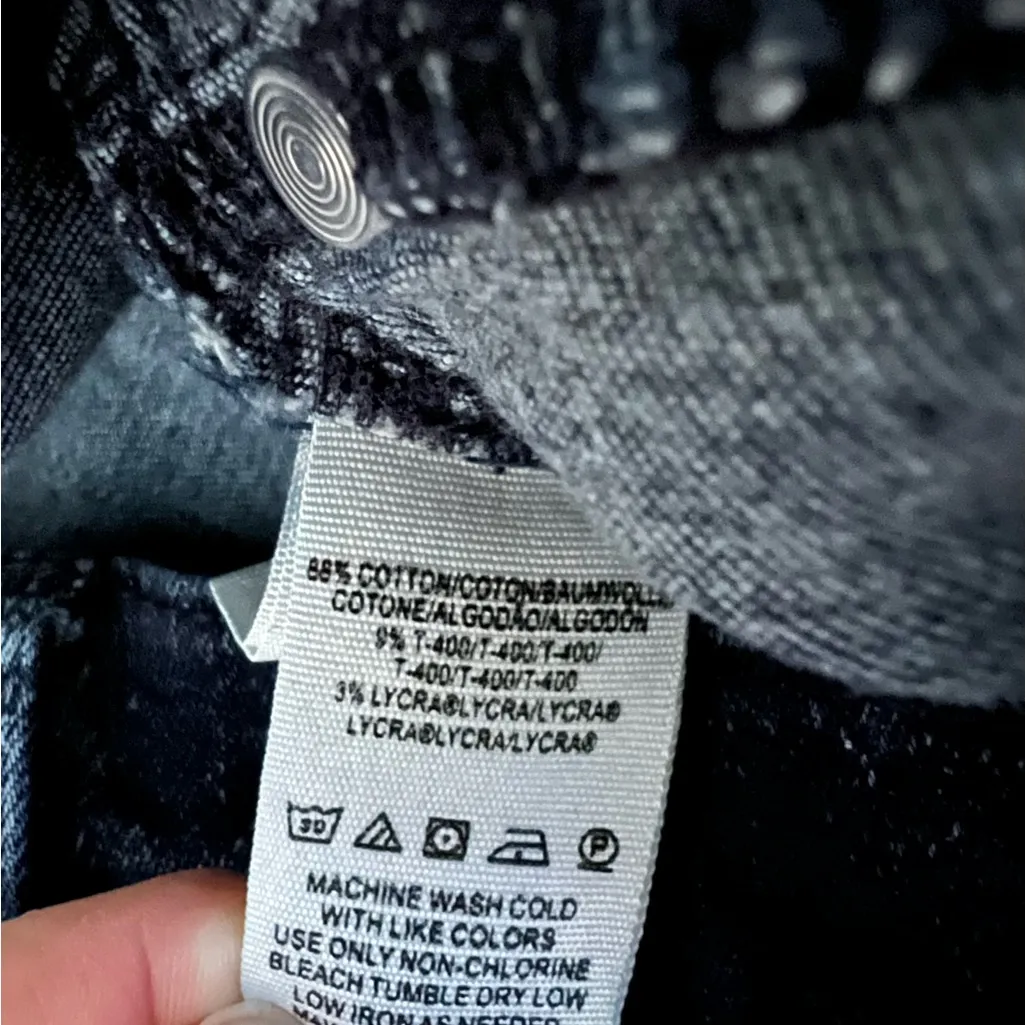 88% COTTON/COTON/BAUMWOLLE
COTONE/ALGODÃO/ALGODÓN
9% T-400/T-400/T-400/
T-400/T-400/T-400
3% LYCRA®LYCRA/LYCRA®
LYCRA®LYCRA/LYCRA®
30
P
MACHINE WASH COLD
WITH LIKE COLORS
USE ONLY NON-CHLORINE
BLEACH TUMBLE DRY LOW
LOW IRON AS NEEDED